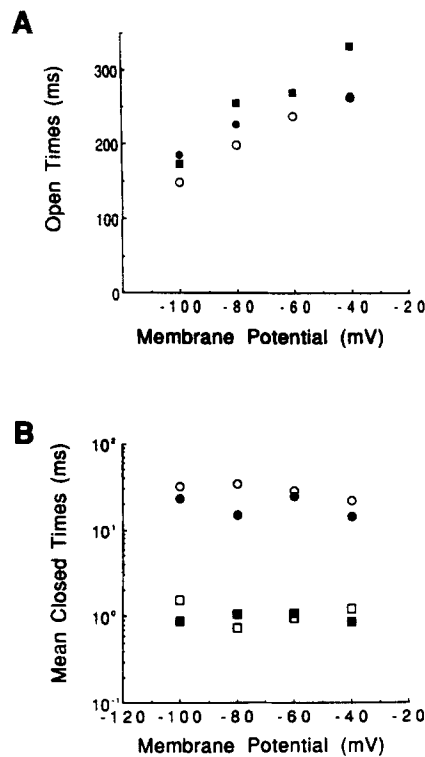 A
Open Times (ms)
300
200
100
0
-100 -80 -60 -40 -20
Membrane Potential (mV)
B
Mean Closed Times (ms)
10²
10¹
10⁰
10⁻¹
-120 -100 -80 -60 -40 -20
Membrane Potential (mV)